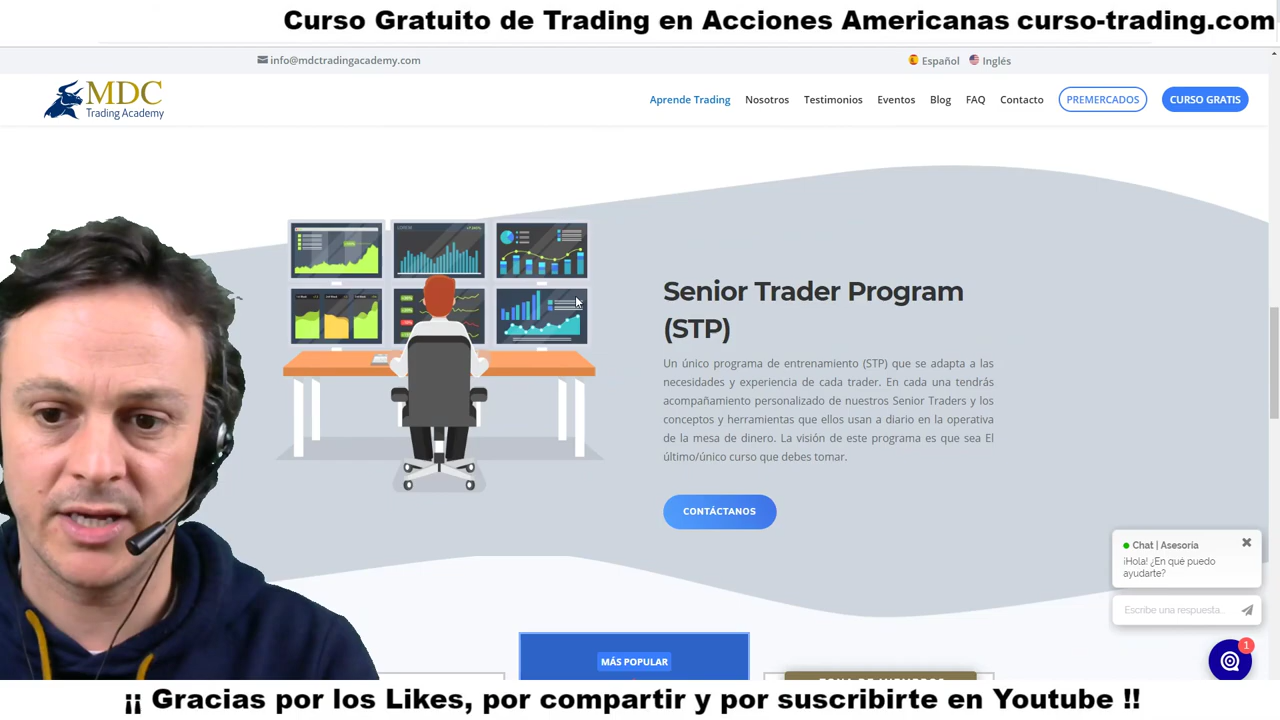 Curso Gratuito de Trading en Acciones Americanas curso-trading.com
info@mdctradingacademy.com
Español Inglés
MDC
Trading Academy
Aprende Trading Nosotros Testimonios Eventos Blog FAQ Contacto PREMERCADOS CURSO GRATIS
Senior Trader Program
(STP)
Un único programa de entrenamiento (STP) que se adapta a las
necesidades y experiencia de cada trader. En cada una tendrás
acompañamiento personalizado de nuestros Senior Traders y los
conceptos y herramientas que ellos usan a diario en la operativa
de la mesa de dinero. La visión de este programa es que sea El
último/único curso que debes tomar.
CONTÁCTANOS
Chat | Asesoría
¡Hola! ¿En qué puedo
ayudarte?
Escribe una respuesta...
1
MÁS POPULAR
¡¡ Gracias por los Likes, por compartir y por suscribirte en Youtube !!